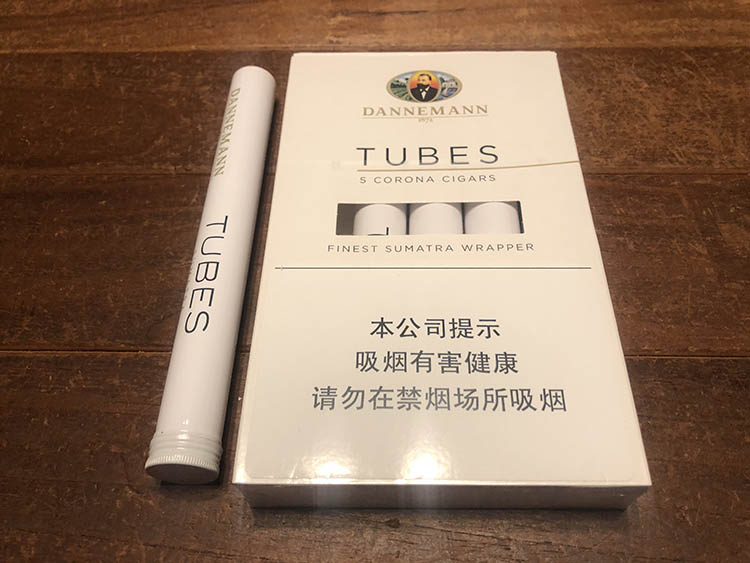 DANNEMANN
TUBES
DANNEMANN
1872
TUBES
5 CORONA CIGARS
FINEST SUMATRA WRAPPER
本公司提示
吸烟有害健康
请勿在禁烟场所吸烟